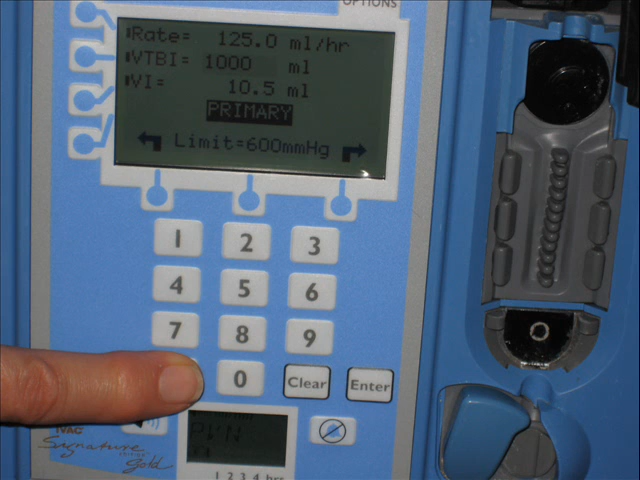 OPTIONS
Rate= 125.0 ml/hr
VTBI= 1000 ml
VI= 10.5 ml
PRIMARY
Limit=600mmHg
1 2 3
4 5 6
7 8 9
0 Clear Enter
IVAC
Signature
EDITION
gold
1 2 3 4 hrs